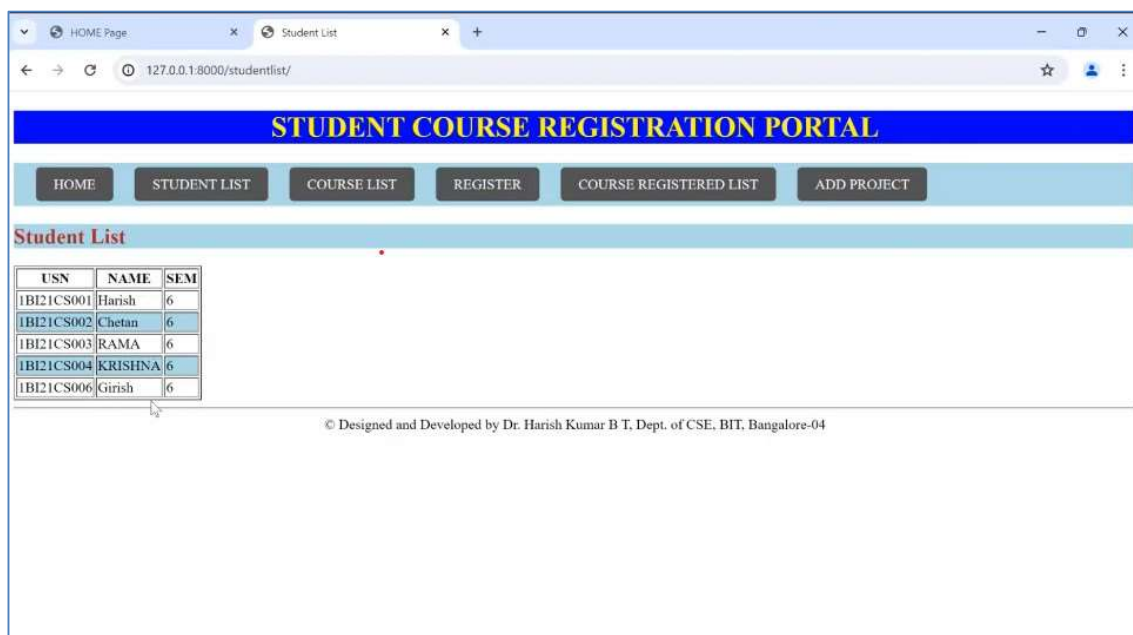 HOME Page
Student List
127.0.0.1:8000/studentlist/
STUDENT COURSE REGISTRATION PORTAL
HOME STUDENT LIST COURSE LIST REGISTER COURSE REGISTERED LIST ADD PROJECT
Student List
USN NAME SEM
1BI21CS001 Harish 6
1BI21CS002 Chetan 6
1BI21CS003 RAMA 6
1BI21CS004 KRISHNA 6
1BI21CS006 Girish 6
© Designed and Developed by Dr. Harish Kumar B T, Dept. of CSE, BIT, Bangalore-04